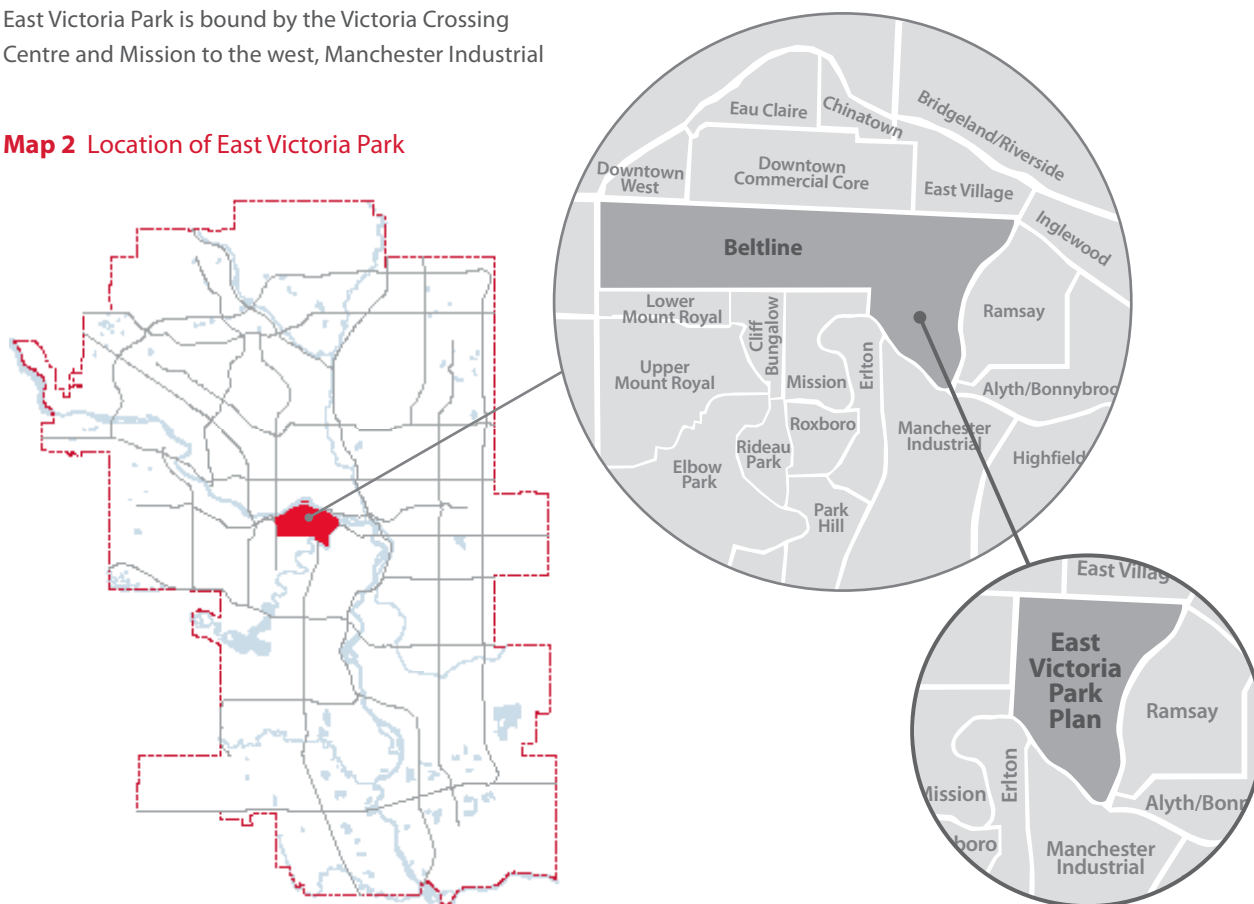 East Victoria Park is bound by the Victoria Crossing
Centre and Mission to the west, Manchester Industrial
Map 2 Location of East Victoria Park
Eau Claire
Chinatown
Bridgeland/Riverside
Downtown
West
Downtown
Commercial Core
East Village
Inglewood
Beltline
Lower
Mount Royal
Cliff
Bungalow
Ramsay
Upper
Mount Royal
Mission
Erlton
Alyth/Bonnybroo
Roxboro
Manchester
Industrial
Rideau
Park
Highfield
Elbow
Park
Park
Hill
East Villag
East
Victoria
Park
Plan
Ramsay
Mission
Erlton
Alyth/Bonn
boro
Manchester
Industrial